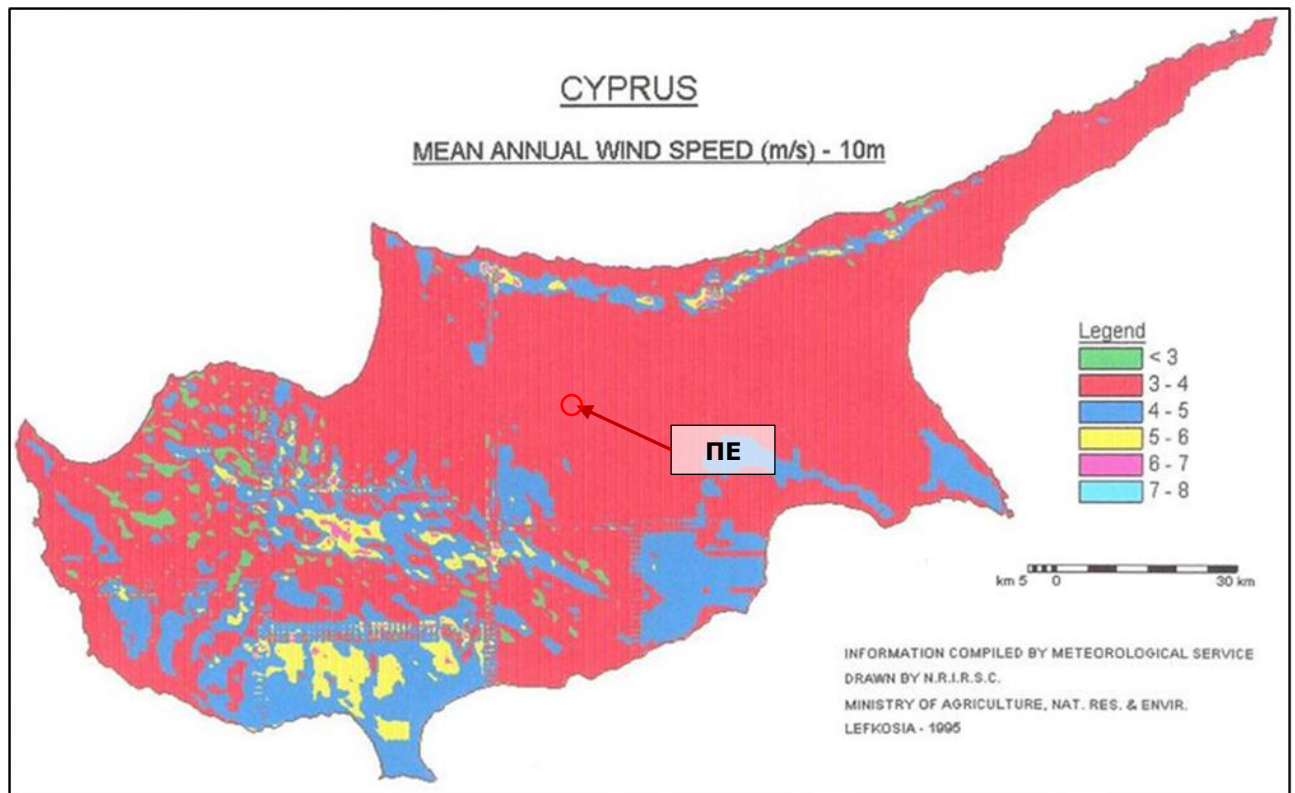 CYPRUS
MEAN ANNUAL WIND SPEED (m/s) - 10m
Legend
< 3
3 - 4
4 - 5
5 - 6
6 - 7
7 - 8
ΠΕ
km 5 0 30 km
INFORMATION COMPILED BY METEOROLOGICAL SERVICE
DRAWN BY N.R.I.R.S.C.
MINISTRY OF AGRICULTURE, NAT. RES. & ENVIR.
LEFKOSIA - 1995